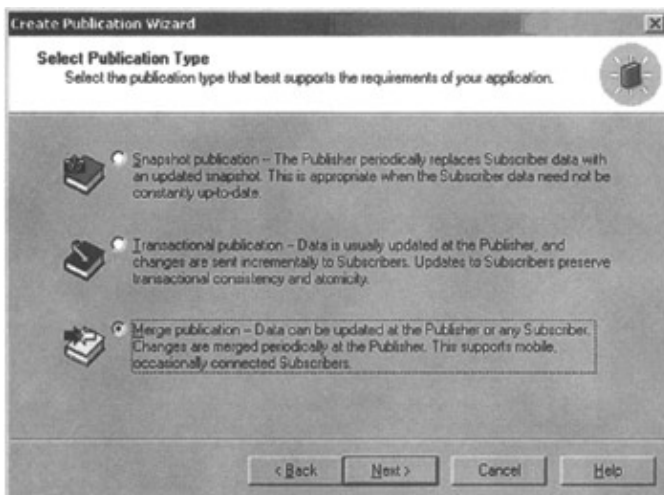 Create Publication Wizard
Select Publication Type
Select the publication type that best supports the requirements of your application.
Snapshot publication – The Publisher periodically replaces Subscriber data with
an updated snapshot. This is appropriate when the Subscriber data need not be
constantly up-to-date.
Transactional publication – Data is usually updated at the Publisher, and
changes are sent incrementally to Subscribers. Updates to Subscribers preserve
transactional consistency and atomicity.
Merge publication – Data can be updated at the Publisher or any Subscriber.
Changes are merged periodically at the Publisher. This supports mobile,
occasionally connected Subscribers.
< Back
Next >
Cancel
Help